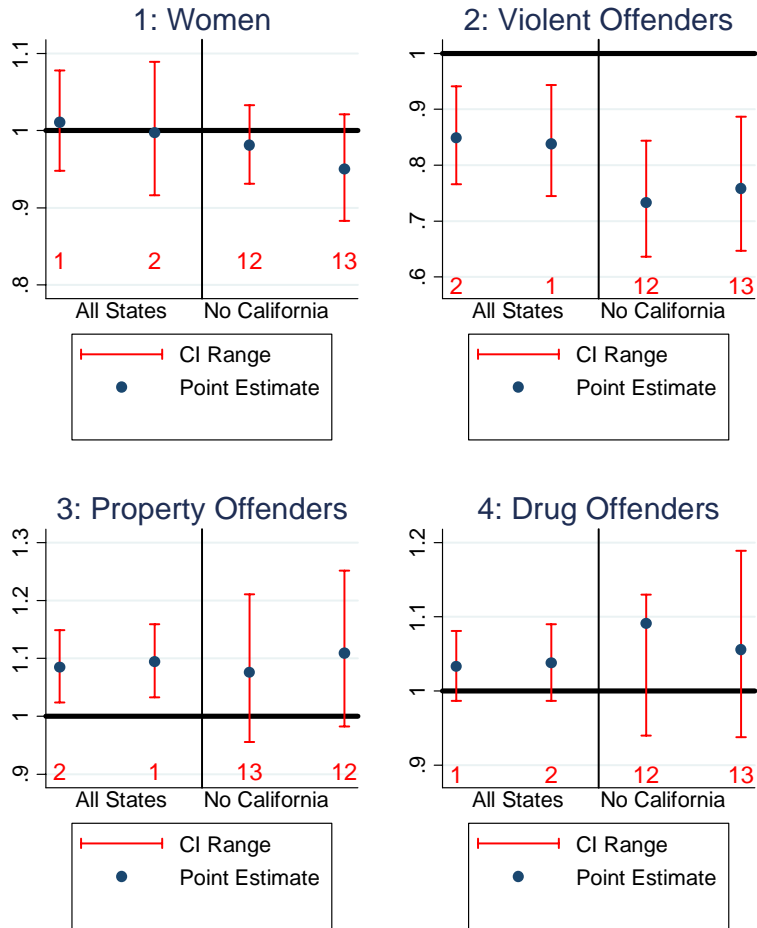 1: Women
1.1
1
.9
.8
1 2 12 13
All States No California
CI Range
Point Estimate
2: Violent Offenders
1
.9
.8
.7
.6
2 1 12 13
All States No California
CI Range
Point Estimate
3: Property Offenders
1.3
1.2
1.1
1
.9
2 1 13 12
All States No California
CI Range
Point Estimate
4: Drug Offenders
1.2
1.1
1
.9
1 2 12 13
All States No California
CI Range
Point Estimate